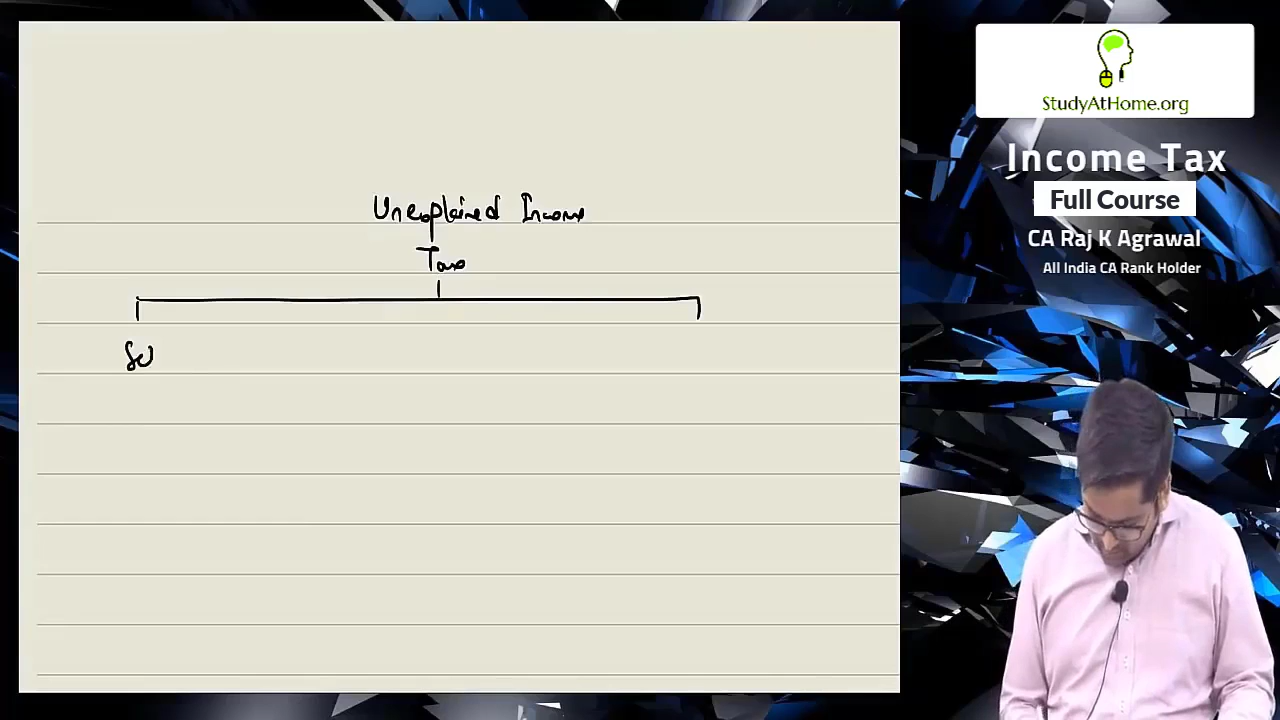 Unexplained Income
Tax
StudyAtHome.org
Income Tax
Full Course
CA Raj K Agrawal
All India CA Rank Holder